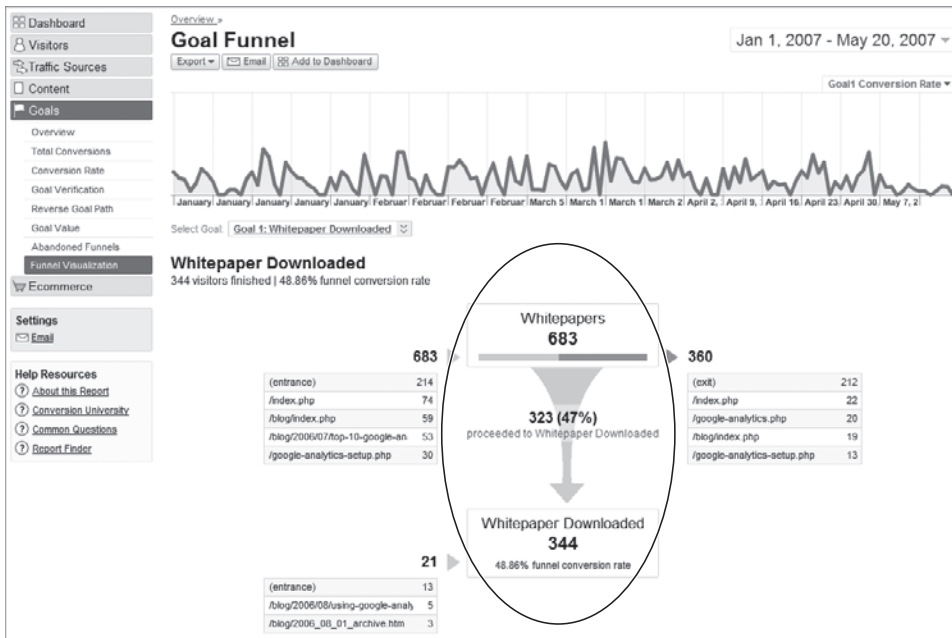 Dashboard
Visitors
Traffic Sources
Content
Goals
Overview
Total Conversions
Conversion Rate
Goal Verification
Reverse Goal Path
Goal Value
Abandoned Funnels
Funnel Visualization
Ecommerce
Settings
Email
Help Resources
About this Report
Conversion University
Common Questions
Report Finder
Overview »
Goal Funnel
Export Email Add to Dashboard
Jan 1, 2007 - May 20, 2007
Goal1 Conversion Rate
January January January January January Februar Februar Februar Februar March 5 March 1 March 1 March 2 April 2, April 9, April 16 April 23 April 30, May 7, 2
Select Goal: Goal 1: Whitepaper Downloaded
Whitepaper Downloaded
344 visitors finished | 48.86% funnel conversion rate
Whitepapers
683
683
(entrance) 214
/index.php 74
/blog/index.php 59
/blog/2006/07/top-10-google-an 53
/google-analytics-setup.php 30
323 (47%)
proceeded to Whitepaper Downloaded
360
(exit) 212
/index.php 22
/google-analytics.php 20
/blog/index.php 19
/google-analytics-setup.php 13
Whitepaper Downloaded
344
48.86% funnel conversion rate
21
(entrance) 13
/blog/2006/08/using-google-analy 5
/blog/2006_08_01_archive.htm 3